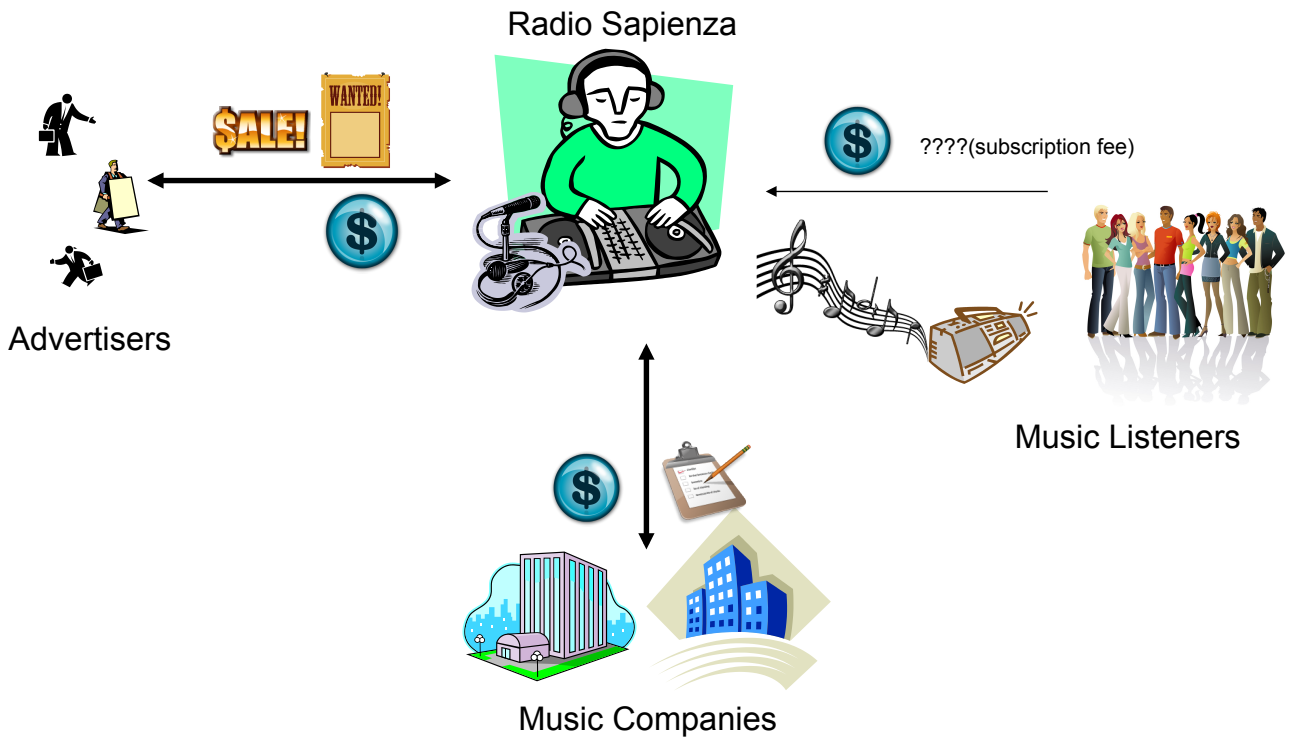 Radio Sapienza
$ALE!
WANTED!
$
????(subscription fee)
$
Advertisers
Music Listeners
$
Music Companies